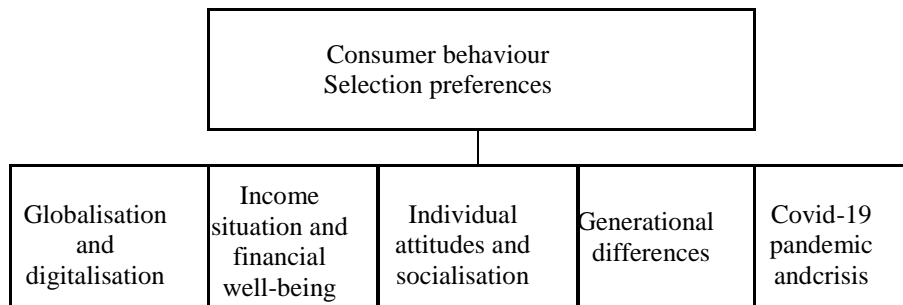 Consumer behaviour
Selection preferences
Globalisation
and
digitalisation
Income
situation and
financial
well-being
Individual
attitudes and
socialisation
Generational
differences
Covid-19
pandemic
andcrisis